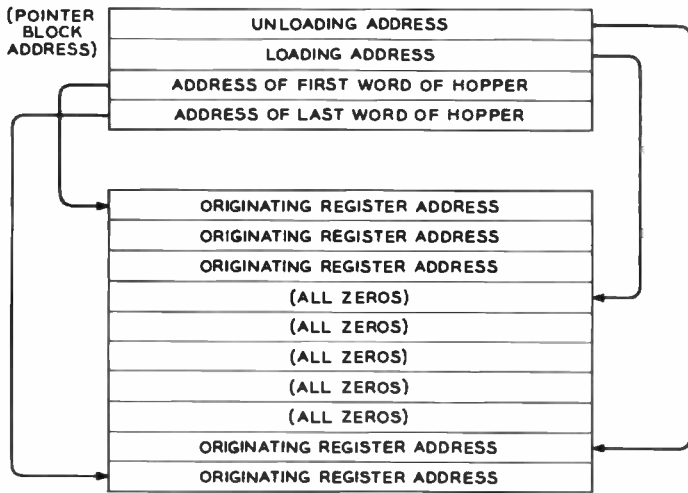 (POINTER
BLOCK
ADDRESS)
UNLOADING ADDRESS
LOADING ADDRESS
ADDRESS OF FIRST WORD OF HOPPER
ADDRESS OF LAST WORD OF HOPPER
ORIGINATING REGISTER ADDRESS
ORIGINATING REGISTER ADDRESS
ORIGINATING REGISTER ADDRESS
(ALL ZEROS)
(ALL ZEROS)
(ALL ZEROS)
(ALL ZEROS)
(ALL ZEROS)
ORIGINATING REGISTER ADDRESS
ORIGINATING REGISTER ADDRESS